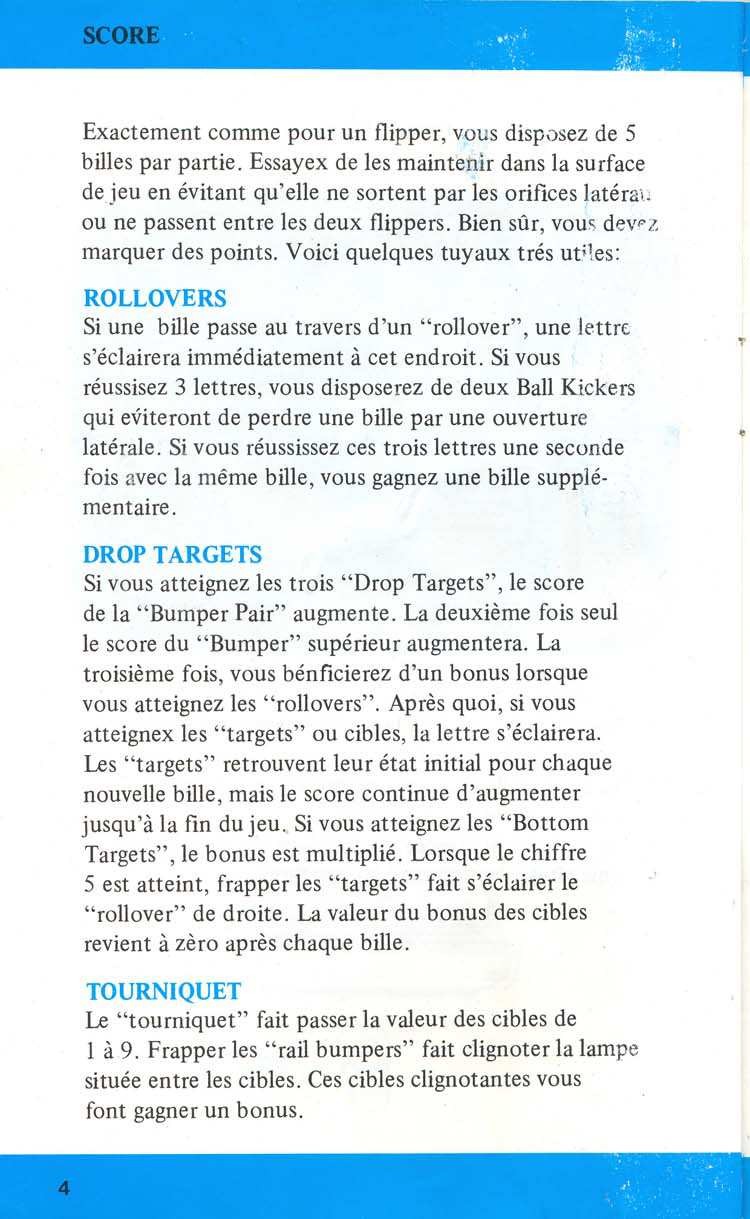 SCORE
Exactement comme pour un flipper, vous disposez de 5
billes par partie. Essayex de les maintenir dans la surface
de jeu en évitant qu'elle ne sortent par les orifices
ou ne passent entre les deux flippers. Bien sûr, vous devez
marquer des points. Voici quelques tuyaux trés utiles:
ROLLOVERS
Si une bille passe au travers d'un “rollover”, une lettre
s'éclairera immédiatement à cet endroit. Si vous
réussisez 3 lettres, vous disposerez de deux Ball Kickers
qui eviteront de perdre une bille par une ouverture
latérale. Si vous réussissez ces trois lettres une seconde
fois avec la même bille, vous gagnez une bille supplé-
mentaire.
DROP TARGETS
Si vous atteignez les trois “Drop Targets”, le score
de la “Bumper Pair” augmente. La deuxième fois seul
le score du “Bumper” supérieur augmentera. La
troisième fois, vous bénficierez d'un bonus lorsque
vous atteignez les “rollovers”. Après quoi, si vous
atteignex les “targets” ou cibles, la lettre s'éclairera.
Les “targets” retrouvent leur état initial pour chaque
nouvelle bille, mais le score continue d'augmenter
jusqu'à la fin du jeu. Si vous atteignez les “Bottom
Targets”, le bonus est multiplié. Lorsque le chiffre
5 est atteint, frapper les “targets” fait s'éclairer le
“rollover” de droite. La valeur du bonus des cibles
revient à zèro après chaque bille.
TOURNIQUET
Le “tourniquet” fait passer la valeur des cibles de
1 à 9. Frapper les “rail bumpers” fait clignoter la lampe
située entre les cibles. Ces cibles clignotantes vous
font gagner un bonus.
4